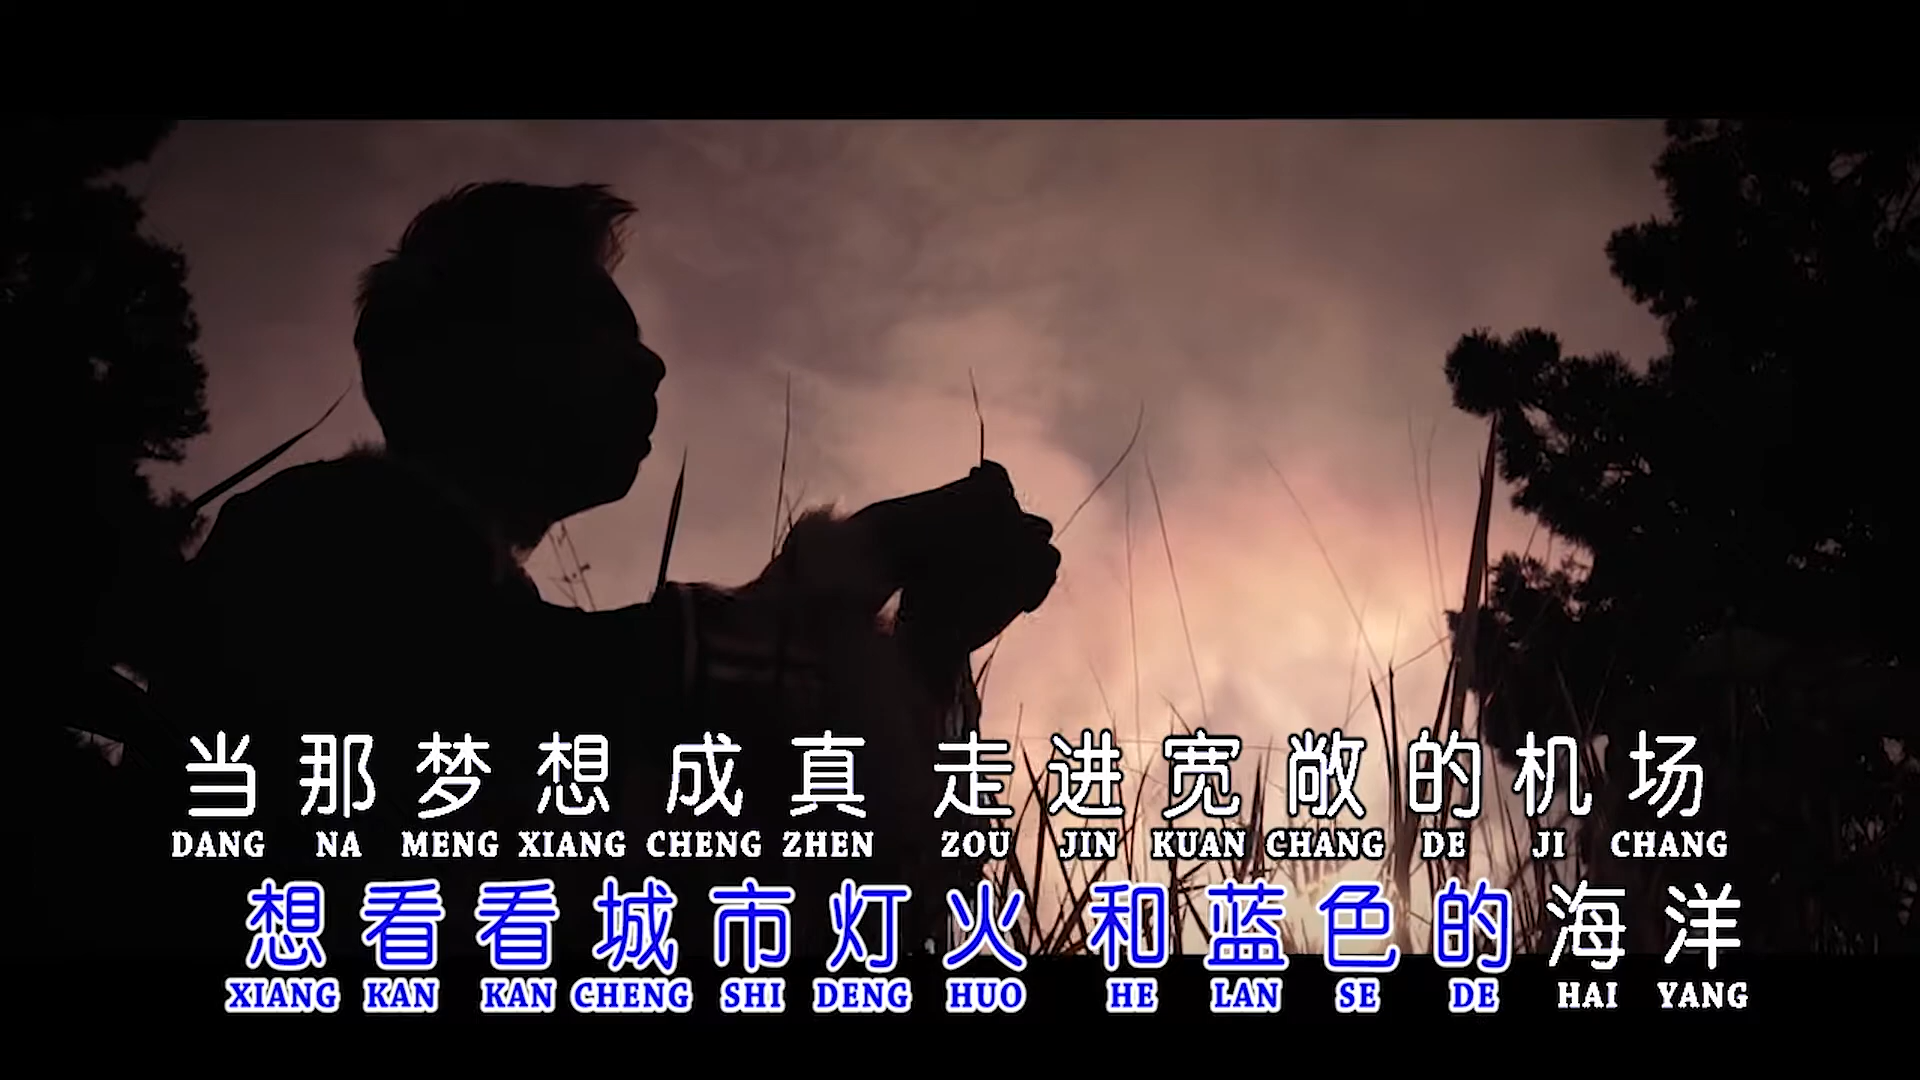 当那梦想成真 走进宽敞的机场
DANG NA MENG XIANG CHENG ZHEN ZOU JIN KUAN CHANG DE JI CHANG
想看看城市灯火 和蓝色的海洋
XIANG KAN KAN CHENG SHI DENG HUO HE LAN SE DE HAI YANG